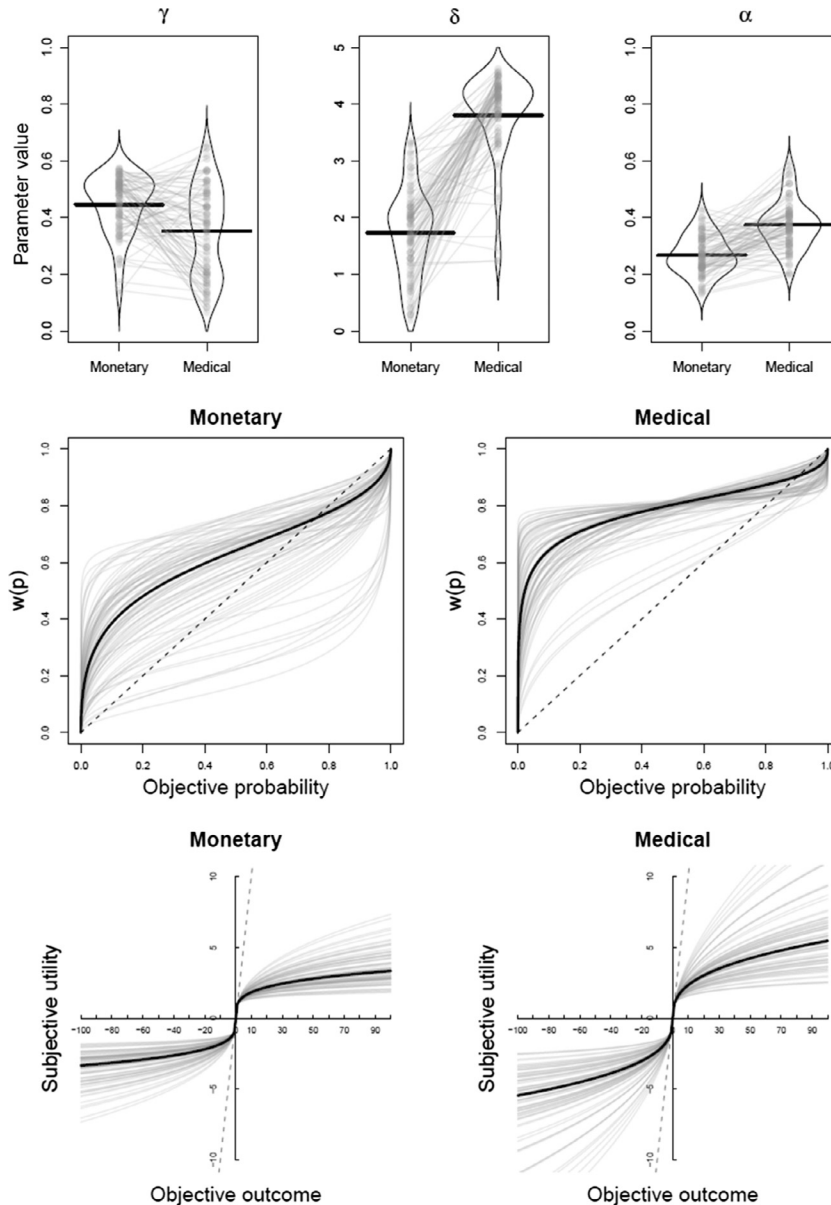 γ δ α
Parameter value
1.0 0.8 0.6 0.4 0.2 0.0
5 4 3 2 1 0
1.0 0.8 0.6 0.4 0.2 0.0
Monetary Medical Monetary Medical Monetary Medical
Monetary Medical
w(p)
1.0 0.8 0.6 0.4 0.2 0.0
w(p)
1.0 0.8 0.6 0.4 0.2 0.0
0.0 0.2 0.4 0.6 0.8 1.0 0.0 0.2 0.4 0.6 0.8 1.0
Objective probability Objective probability
Monetary Medical
Subjective utility
10 5 0 −5 −10
−100 −80 −60 −40 −20 0 10 30 50 70 90
Subjective utility
10 5 0 −5 −10
−100 −80 −60 −40 −20 0 10 30 50 70 90
Objective outcome Objective outcome